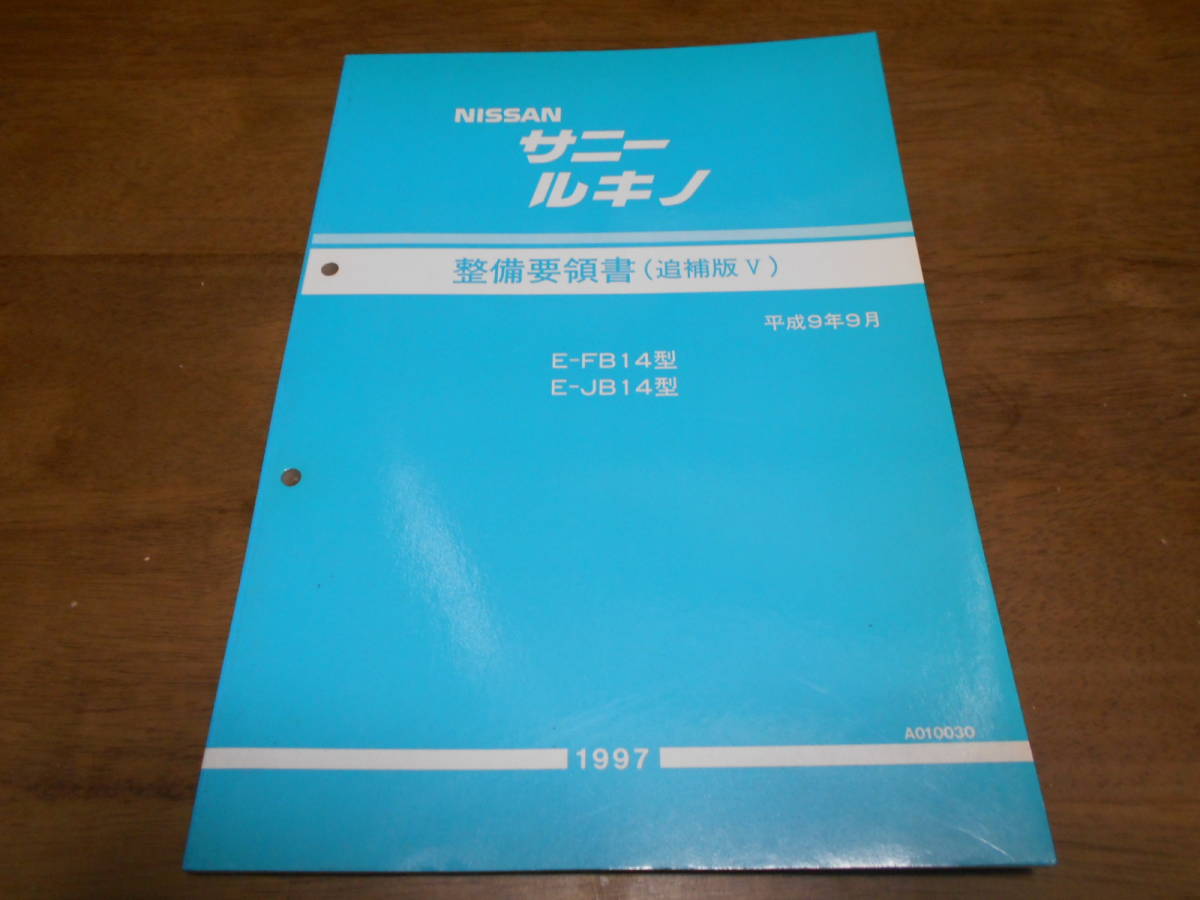 NISSAN
サニー
ルキノ
整備要領書(追補版Ⅴ)
平成9年9月
E-FB14型
E-JB14型
A010030
1997